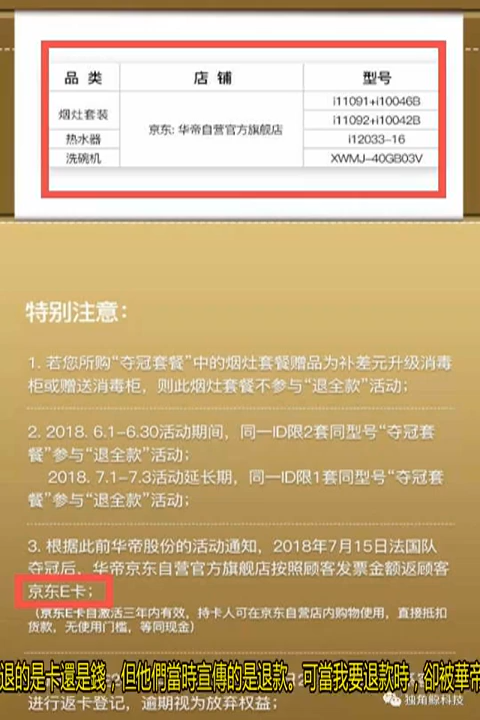 品 类 店 铺 型号
烟灶套装 京东: 华帝自营官方旗舰店 i11091+i10046B
i11092+i10042B
热水器 i12033-16
洗碗机 XWMJ-40GB03V
特别注意：
1. 若您所购“夺冠套餐”中的烟灶套餐赠品为补差元升级消毒
柜或赠送消毒柜，则此烟灶套餐不参与“退全款”活动；
2. 2018. 6.1-6.30活动期间，同一ID限2套同型号“夺冠套
餐”参与“退全款”活动；
2018. 7.1-7.3活动延长期，同一ID限1套同型号“夺冠套
餐”参与“退全款”活动；
3. 根据此前华帝股份的活动通知，2018年7月15日法国队
夺冠后，华帝京东自营官方旗舰店按照顾客发票金额返顾客
京东E卡；
(京东E卡自激活三年内有效，持卡人可在京东自营店内购物使用，直接抵扣
货款，无使用门槛，等同现金)
退的是卡還是錢，但他們當時宣傳的是退款。可當我要退款時，卻被華帝
进行返卡登记，逾期视为放弃权益；
独角鲸科技